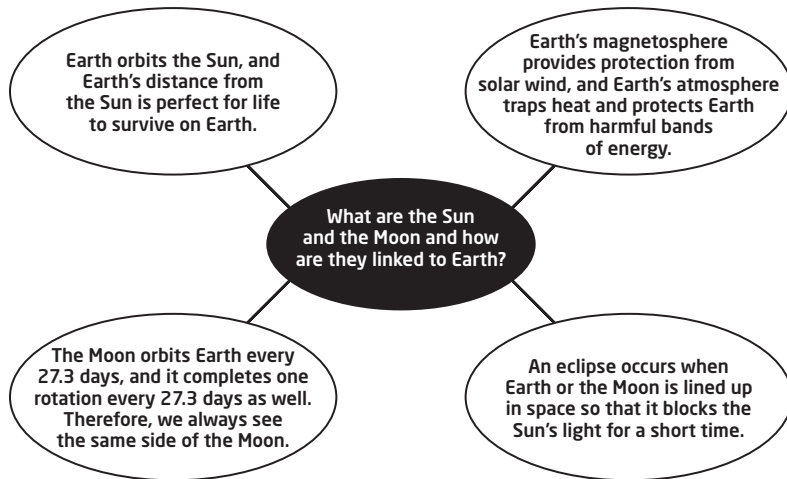 Earth orbits the Sun, and
Earth's distance from
the Sun is perfect for life
to survive on Earth.
Earth's magnetosphere
provides protection from
solar wind, and Earth's atmosphere
traps heat and protects Earth
from harmful bands
of energy.
What are the Sun
and the Moon and how
are they linked to Earth?
The Moon orbits Earth every
27.3 days, and it completes one
rotation every 27.3 days as well.
Therefore, we always see
the same side of the Moon.
An eclipse occurs when
Earth or the Moon is lined up
in space so that it blocks the
Sun's light for a short time.